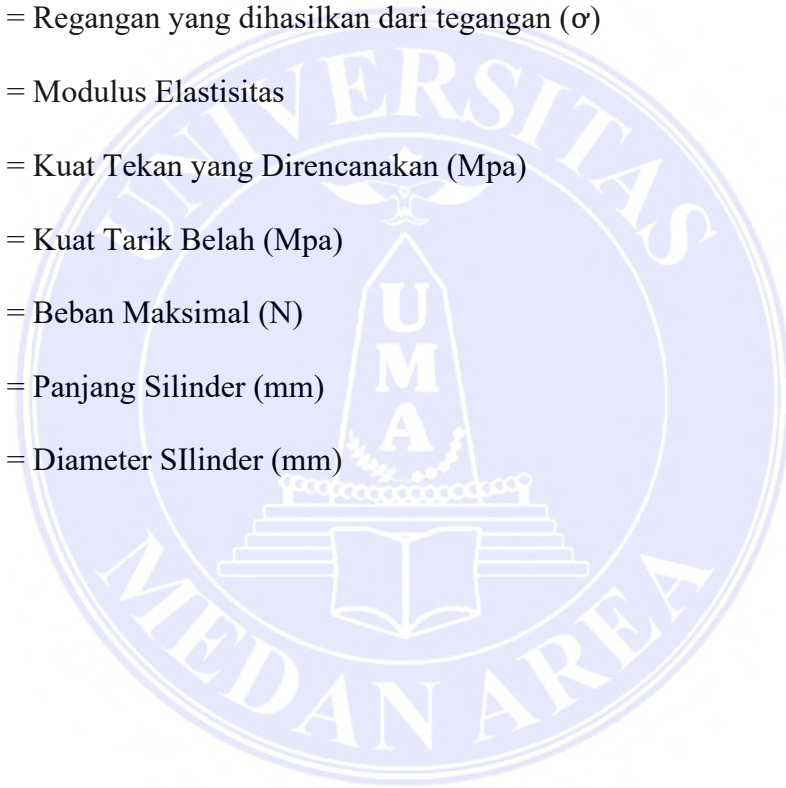 = Regangan yang dihasilkan dari tegangan (σ)
= Modulus Elastisitas
= Kuat Tekan yang Direncanakan (Mpa)
= Kuat Tarik Belah (Mpa)
= Beban Maksimal (N)
= Panjang Silinder (mm)
= Diameter SIlinder (mm)
UNIVERSITAS
UMA
MEDAN AREA